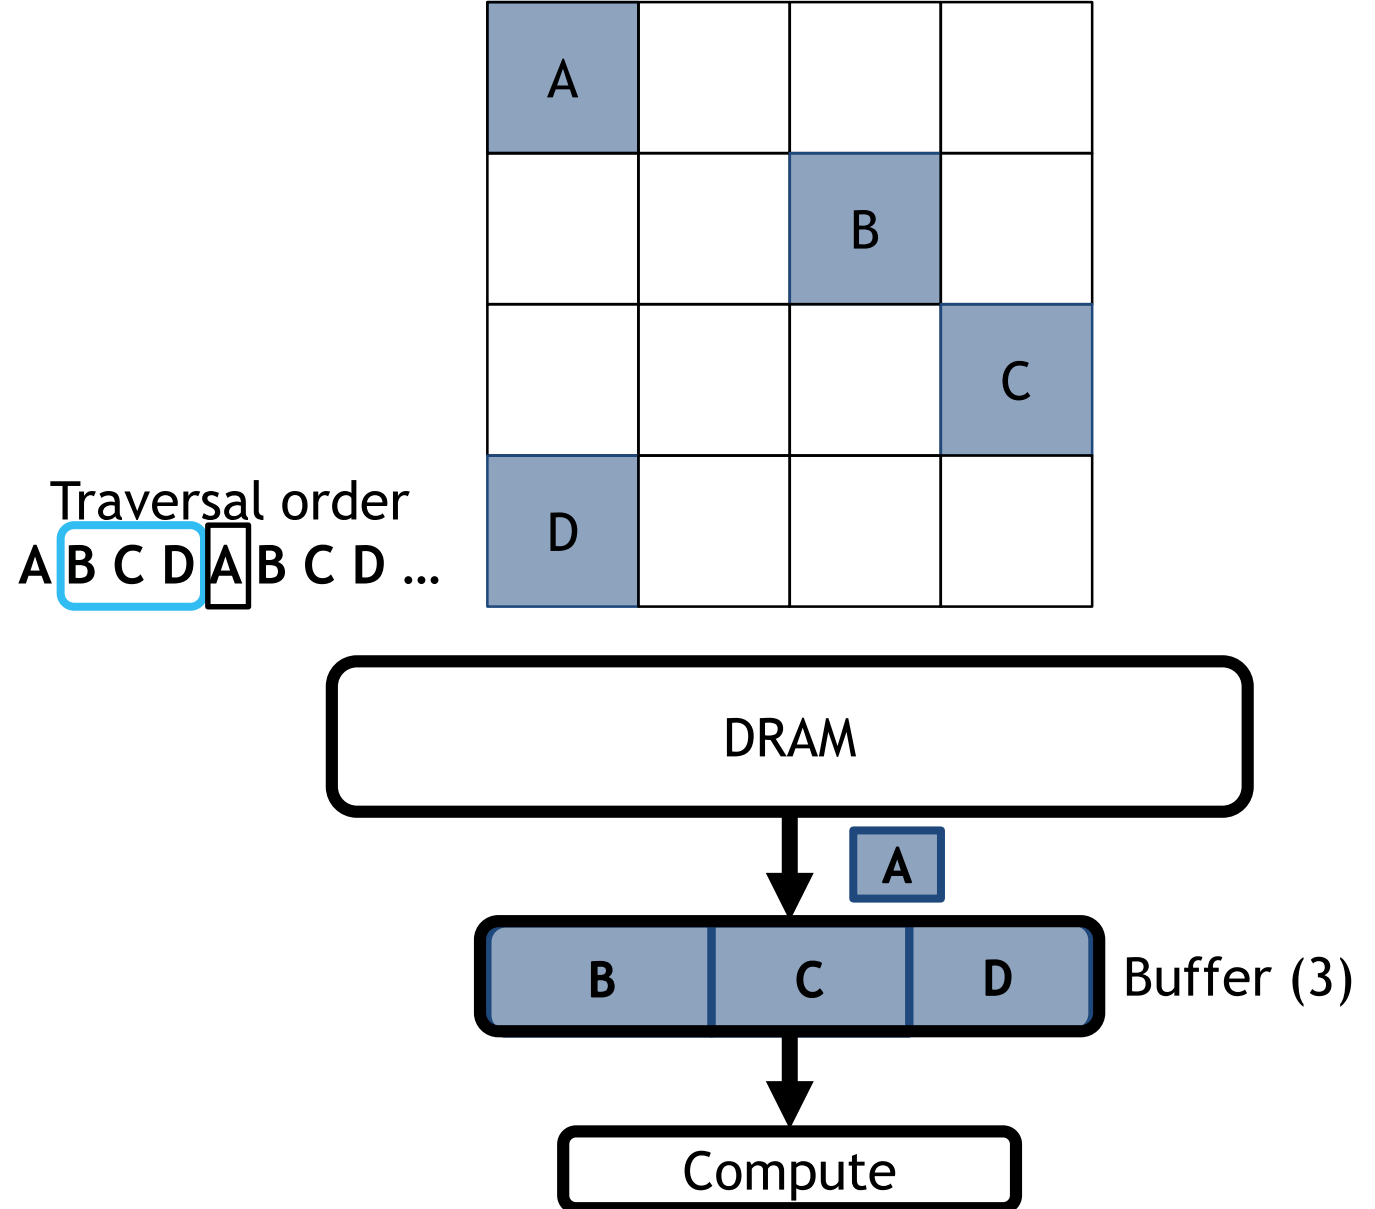 A
B
C
D
Traversal order
A B C D A B C D ...
DRAM
A
B C D
Buffer (3)
Compute